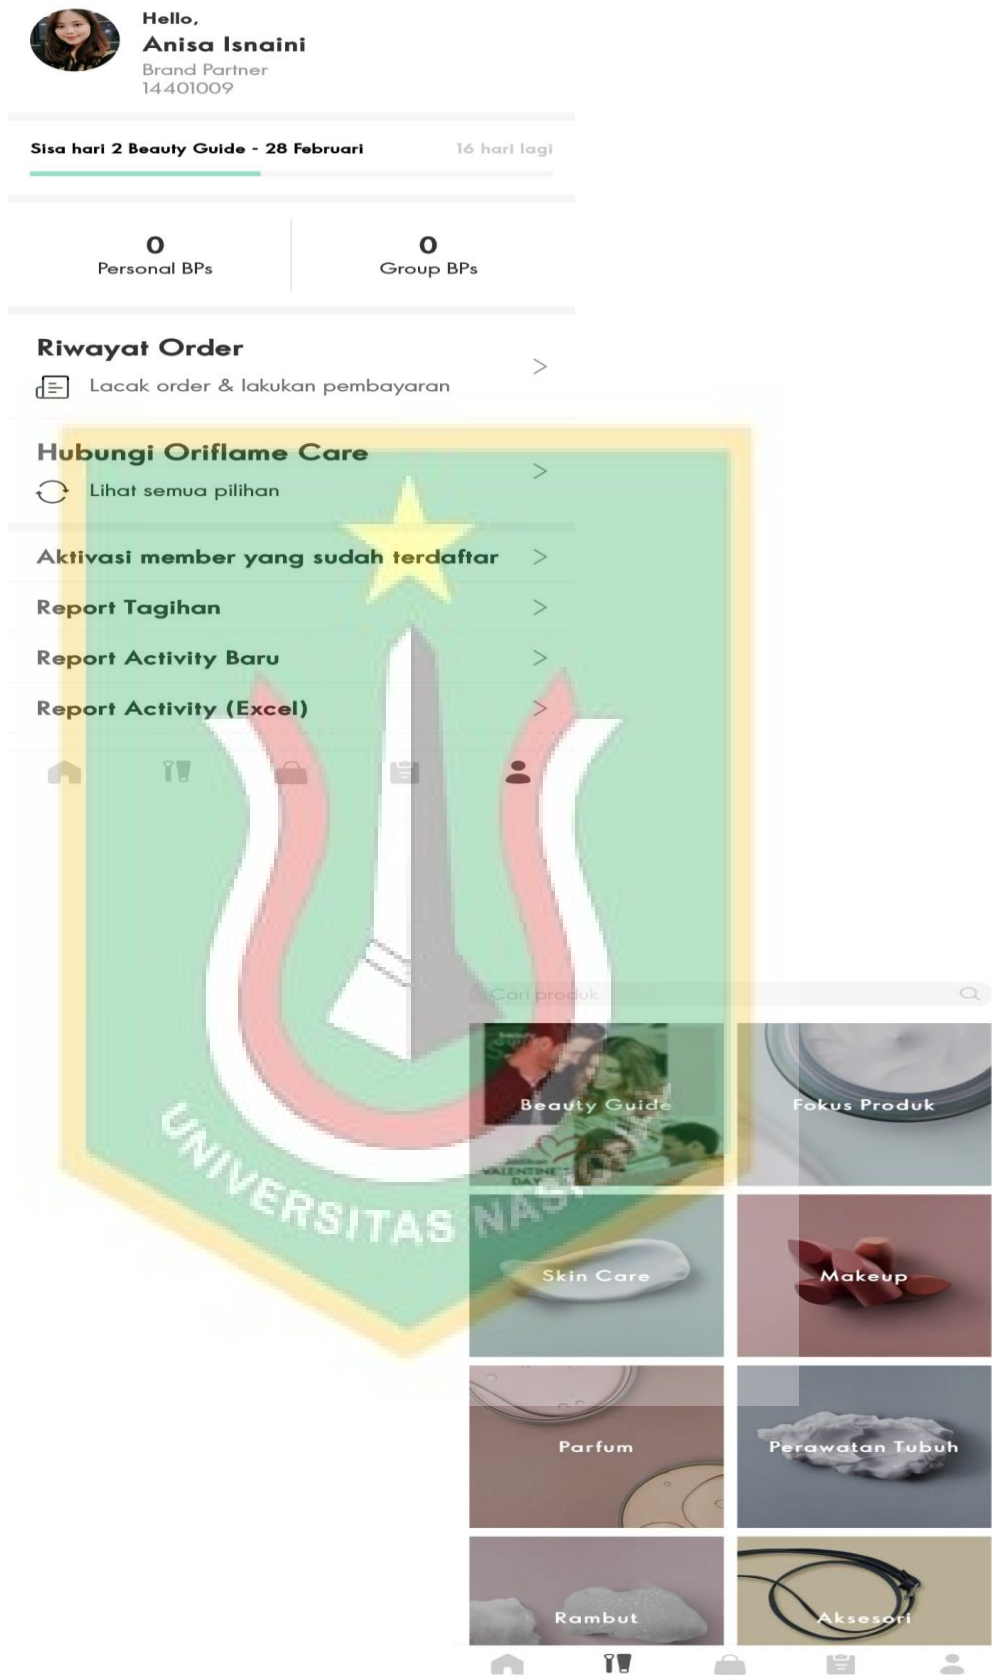 Hello,
Anisa Isnaini
Brand Partner
14401009
Sisa hari 2 Beauty Guide - 28 Februari 16 hari lagi
0 0
Personal BPs Group BPs
Riwayat Order
Lacak order & lakukan pembayaran
Hubungi Oriflame Care
Lihat semua pilihan
Aktivasi member yang sudah terdaftar
Report Tagihan
Report Activity Baru
Report Activity (Excel)
Cari produk
Beauty Guide Fokus Produk
VALENTINE'S
DAY
UNIVERSITAS
Skin Care Makeup
Parfum Perawatan Tubuh
Rambut Aksesori